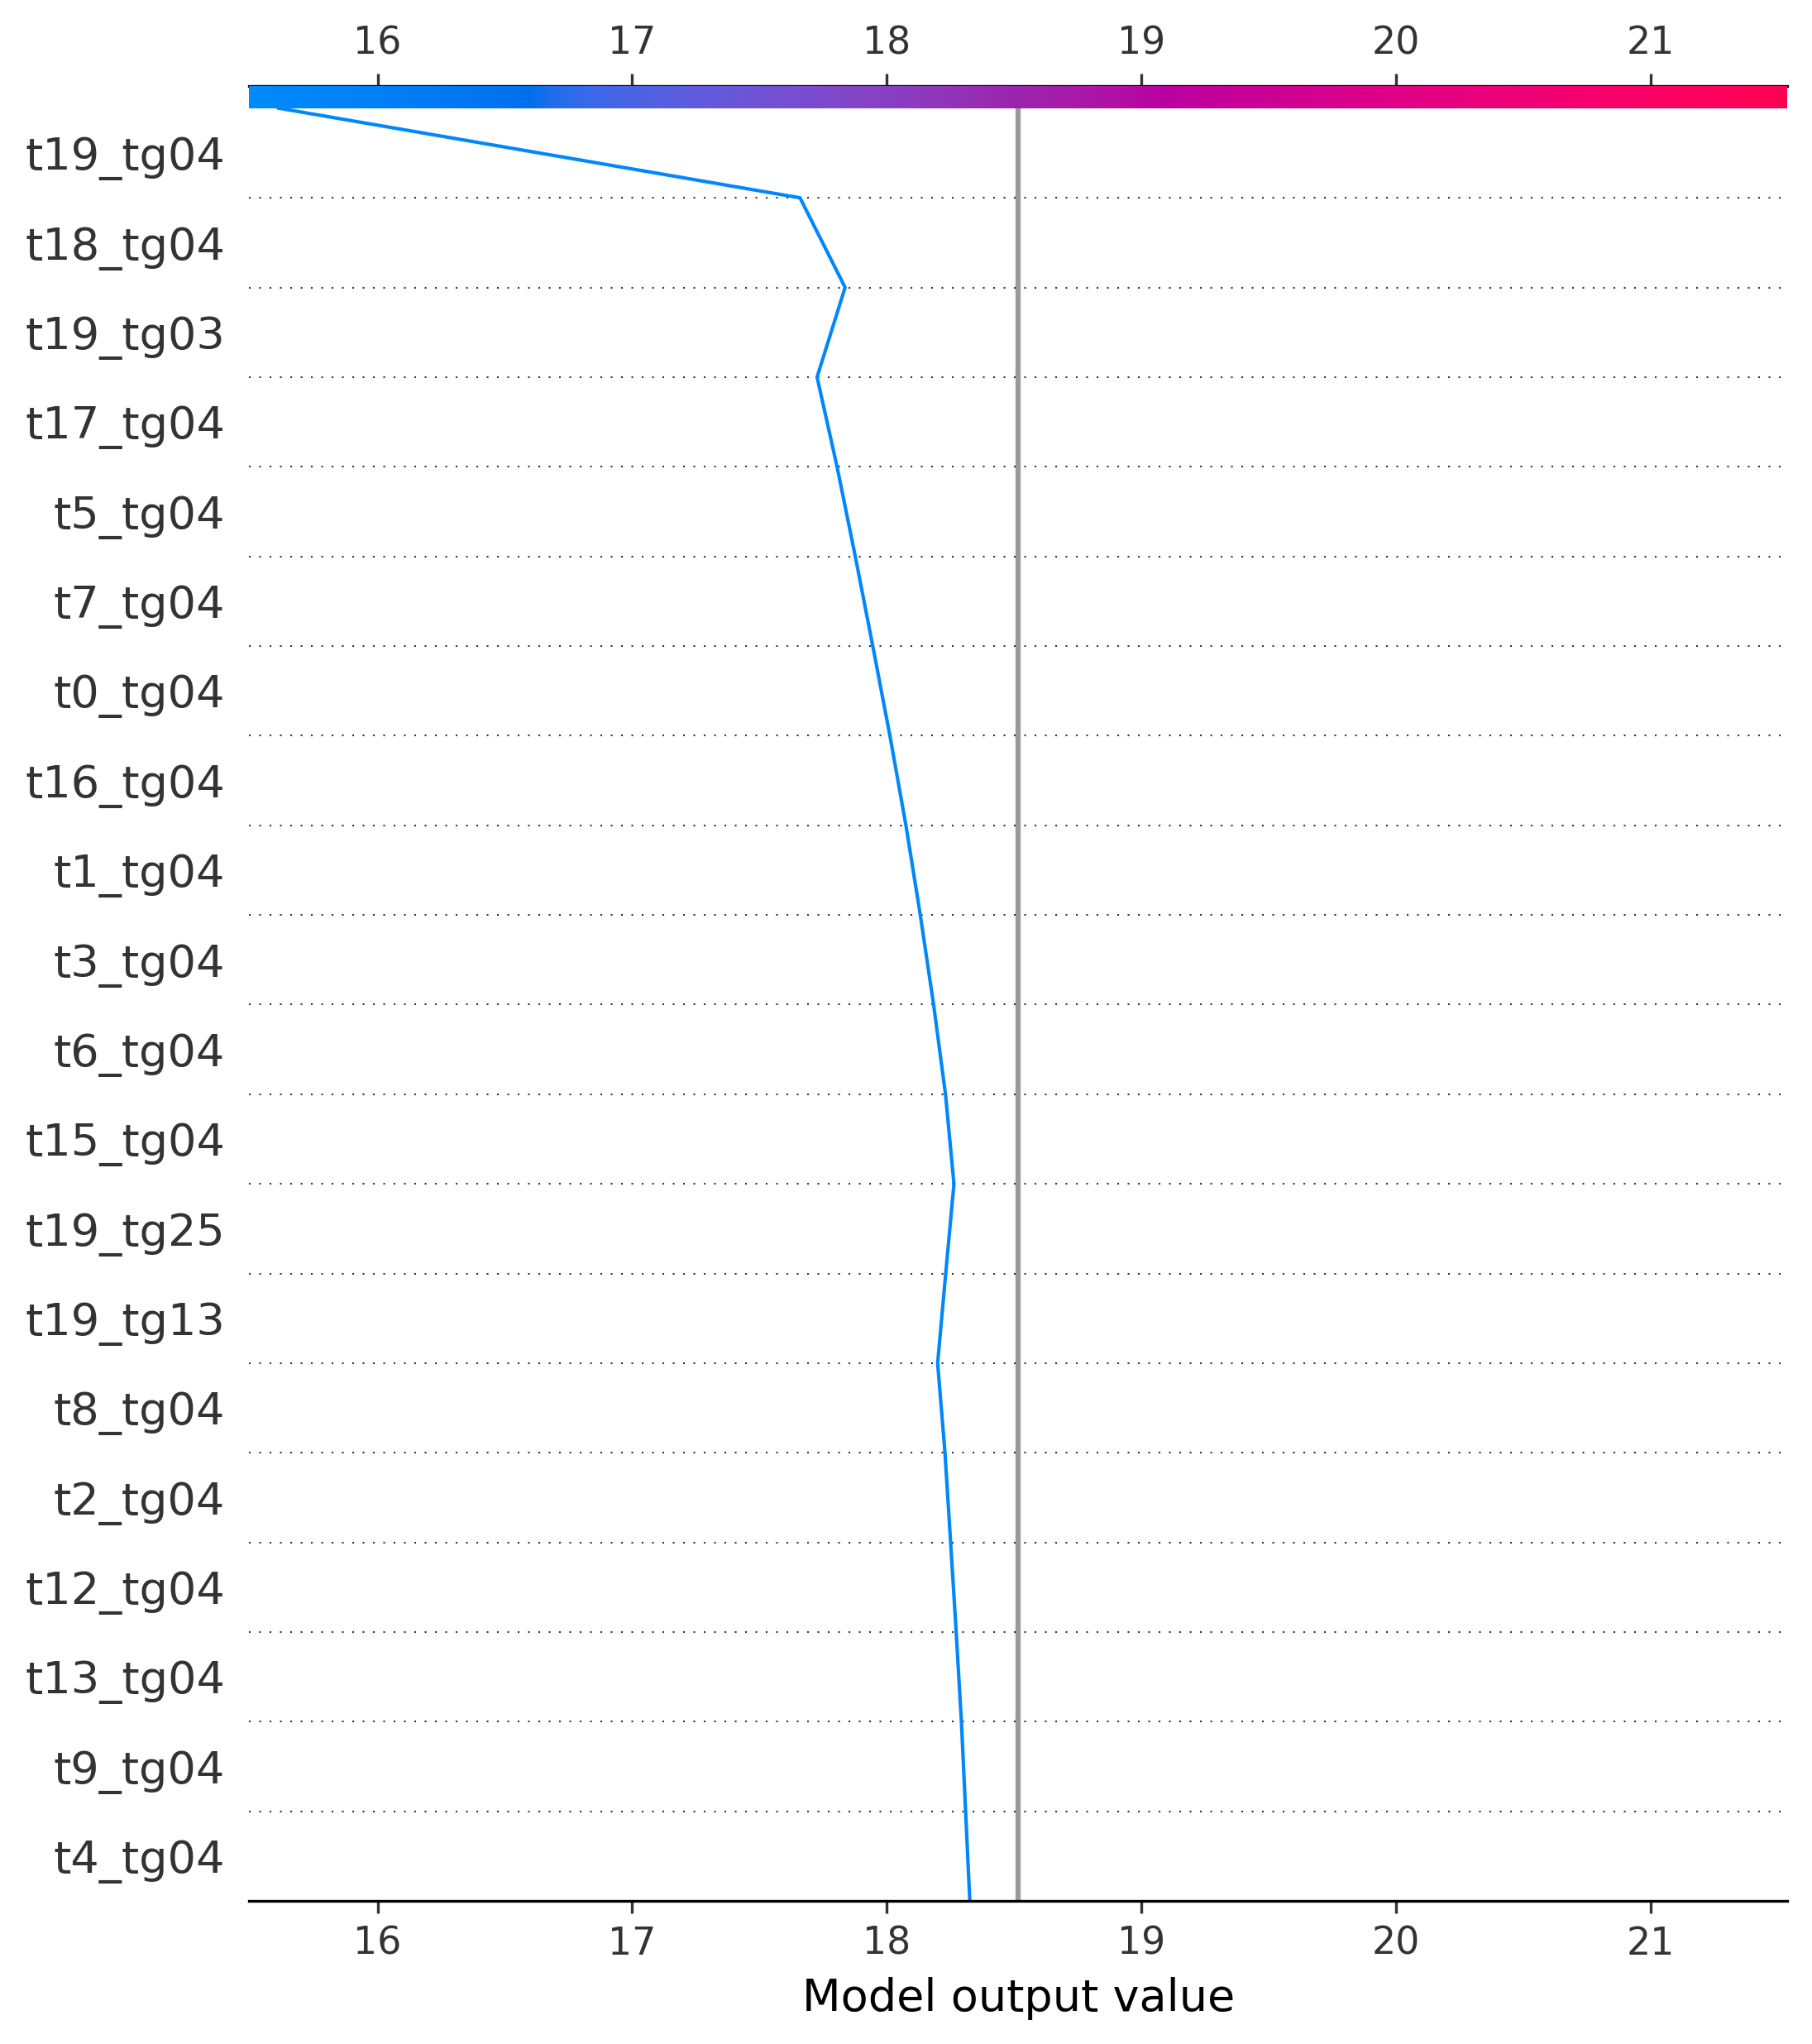 16 17 18 19 20 21
t19_tg04
t18_tg04
t19_tg03
t17_tg04
t5_tg04
t7_tg04
t0_tg04
t16_tg04
t1_tg04
t3_tg04
t6_tg04
t15_tg04
t19_tg25
t19_tg13
t8_tg04
t2_tg04
t12_tg04
t13_tg04
t9_tg04
t4_tg04
16 17 18 19 20 21
Model output value